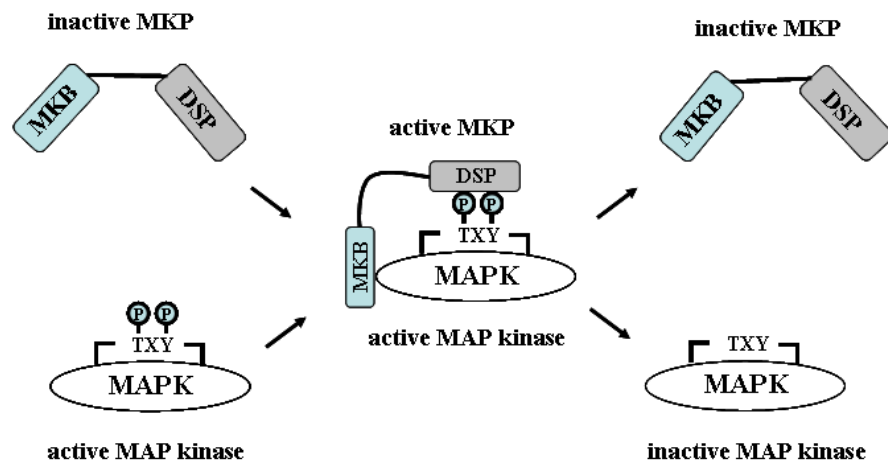 inactive MKP
MKB
DSP
inactive MKP
MKB
DSP
active MKP
DSP
P P
TXY
MKB
MAPK
active MAP kinase
P P
TXY
MAPK
active MAP kinase
TXY
MAPK
inactive MAP kinase